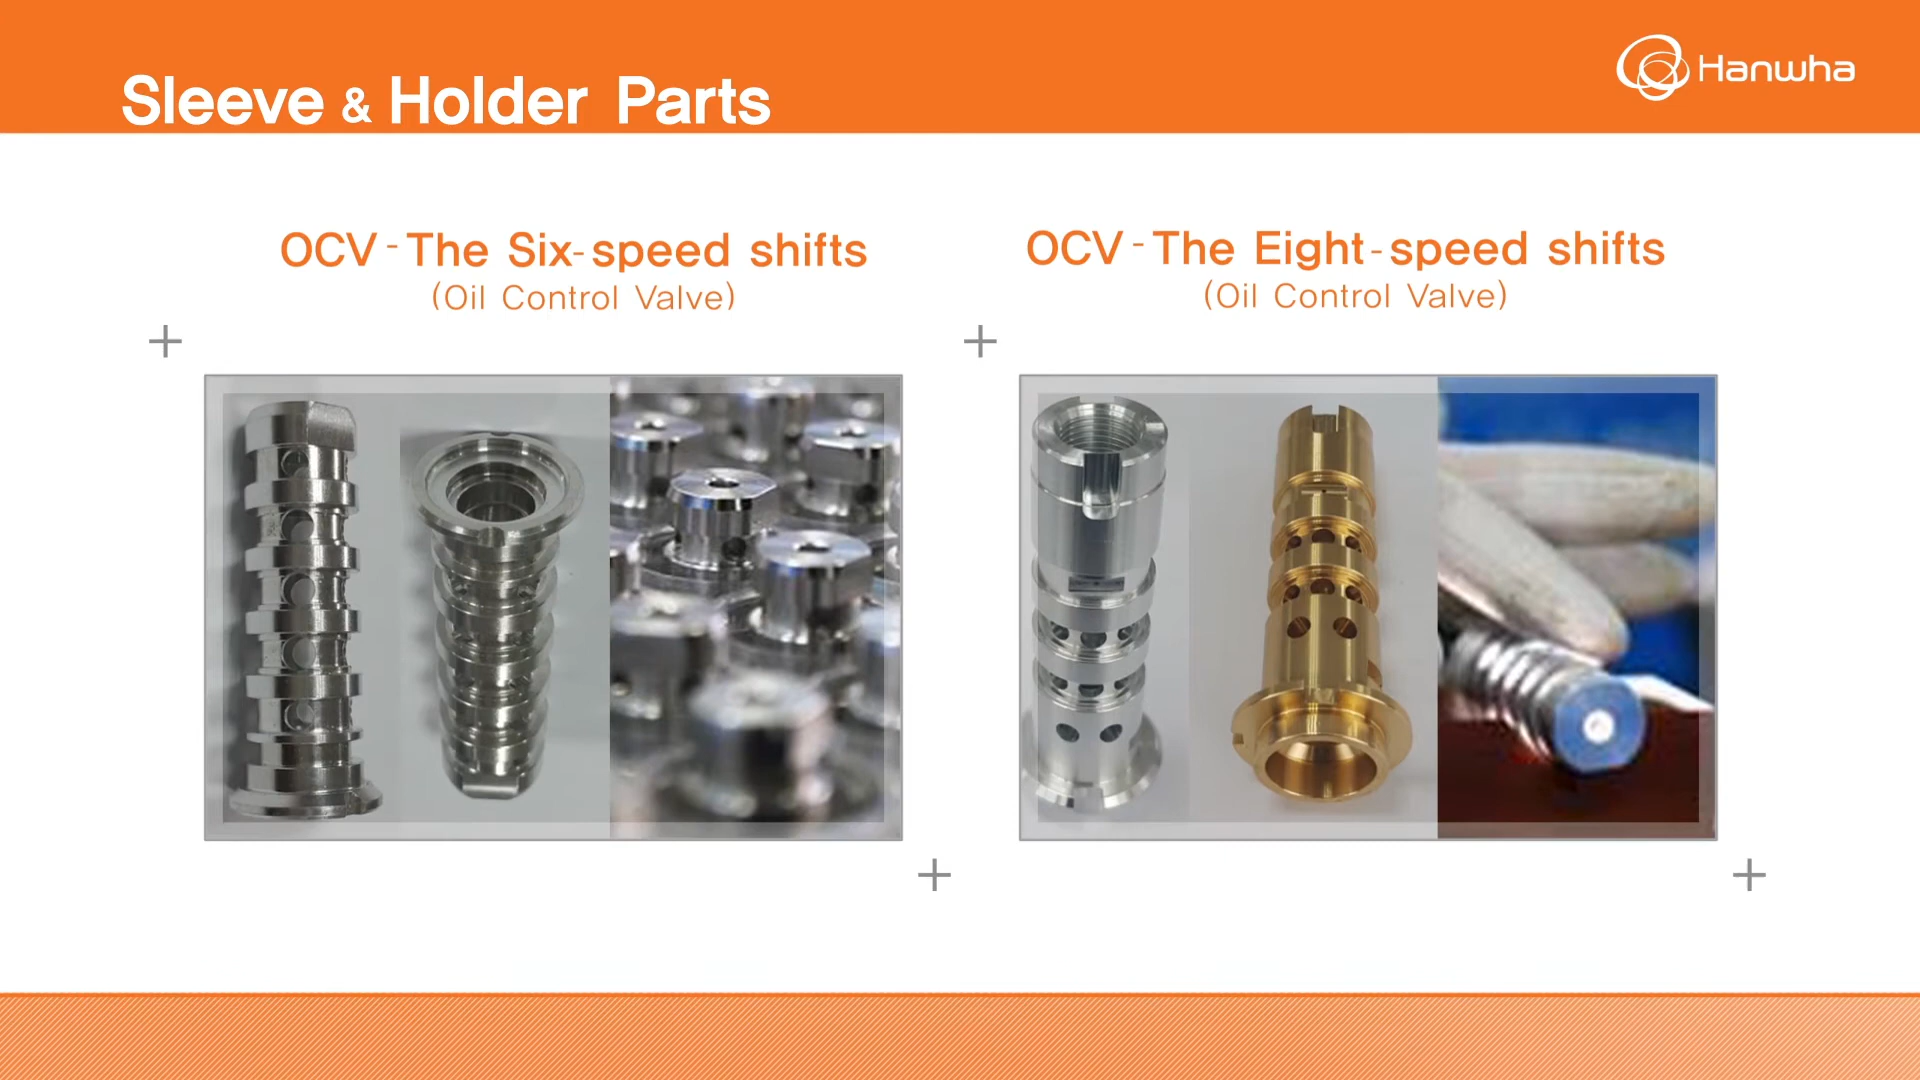 Sleeve & Holder Parts
Hanwha
OCV - The Six-speed shifts
(Oil Control Valve)
OCV - The Eight-speed shifts
(Oil Control Valve)